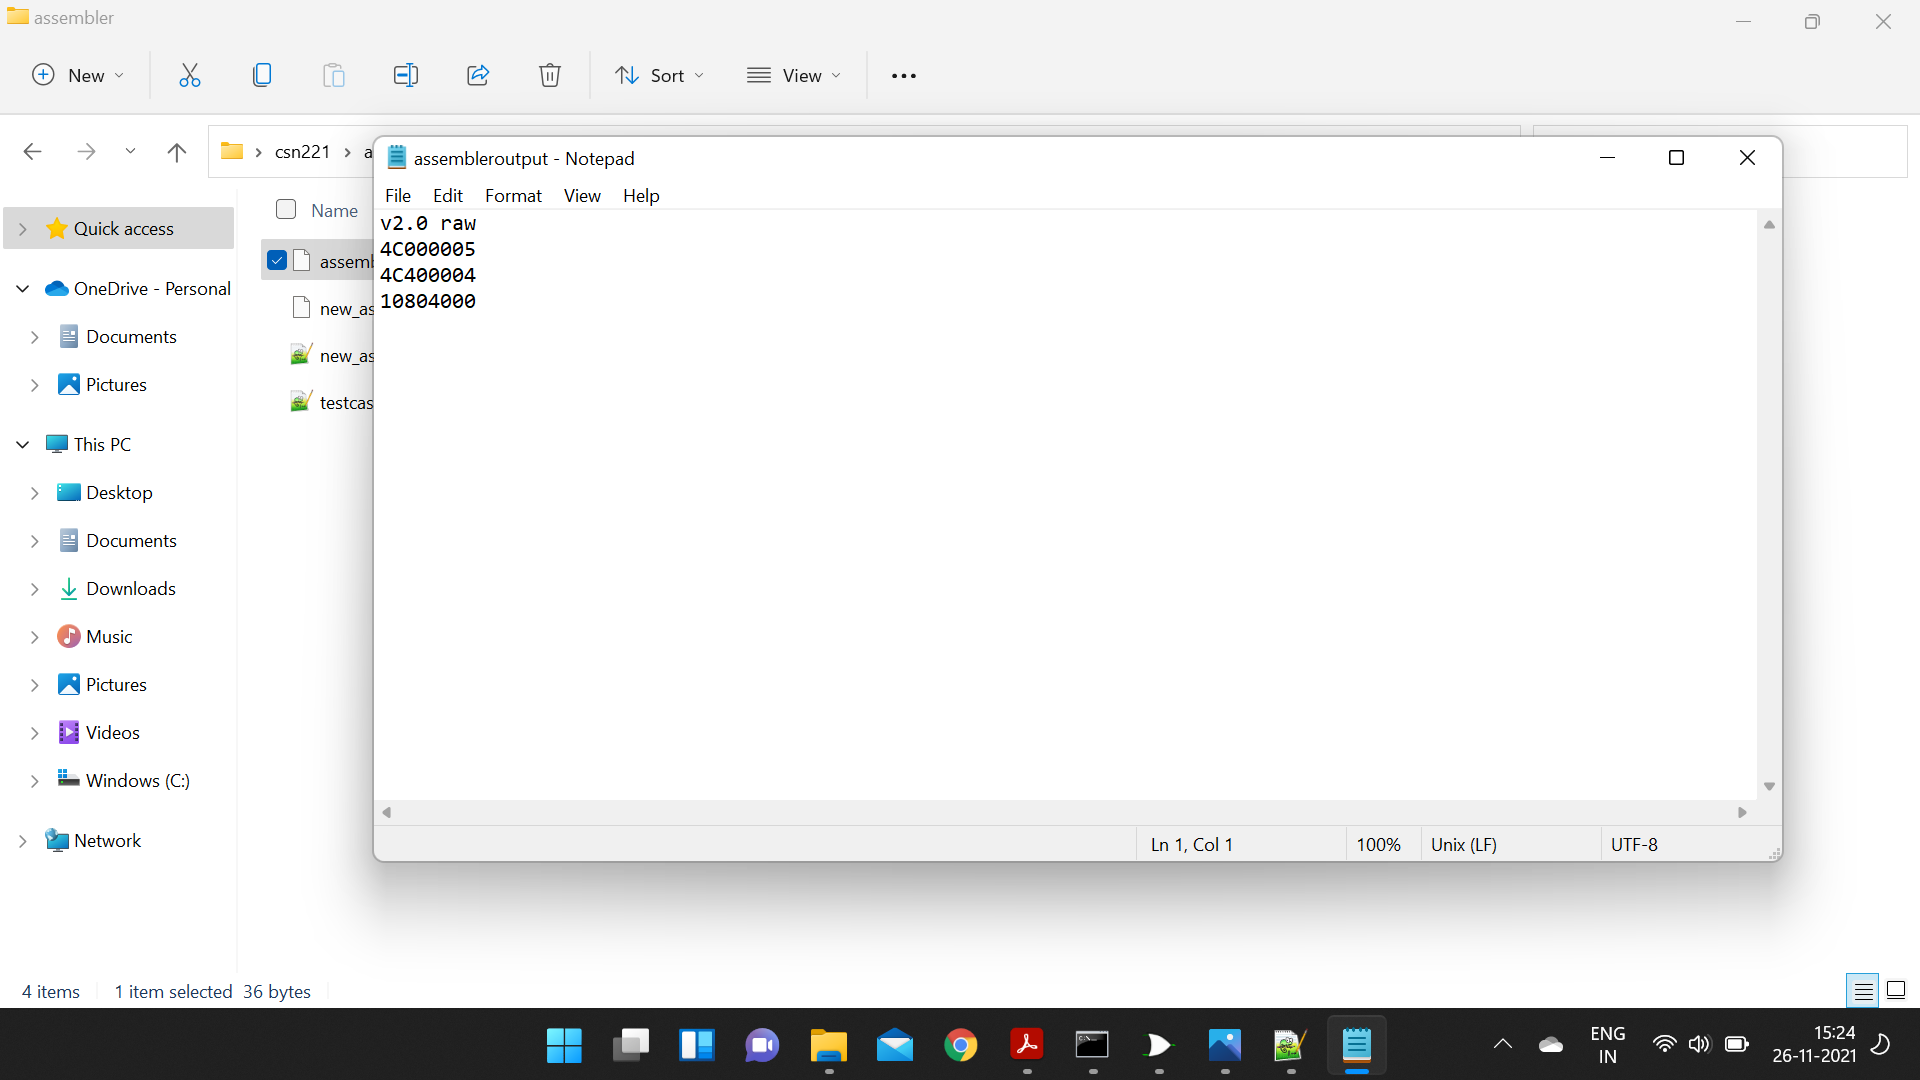 assembler
New
Sort
View
csn221
assembleroutput - Notepad
File Edit Format View Help
v2.0 raw
4C000005
4C400004
10804000
Name
assemb
new_as
new_as
testcas
Quick access
OneDrive - Personal
Documents
Pictures
This PC
Desktop
Documents
Downloads
Music
Pictures
Videos
Windows (C:)
Network
Ln 1, Col 1 100% Unix (LF) UTF-8
4 items 1 item selected 36 bytes
ENG
IN
15:24
26-11-2021